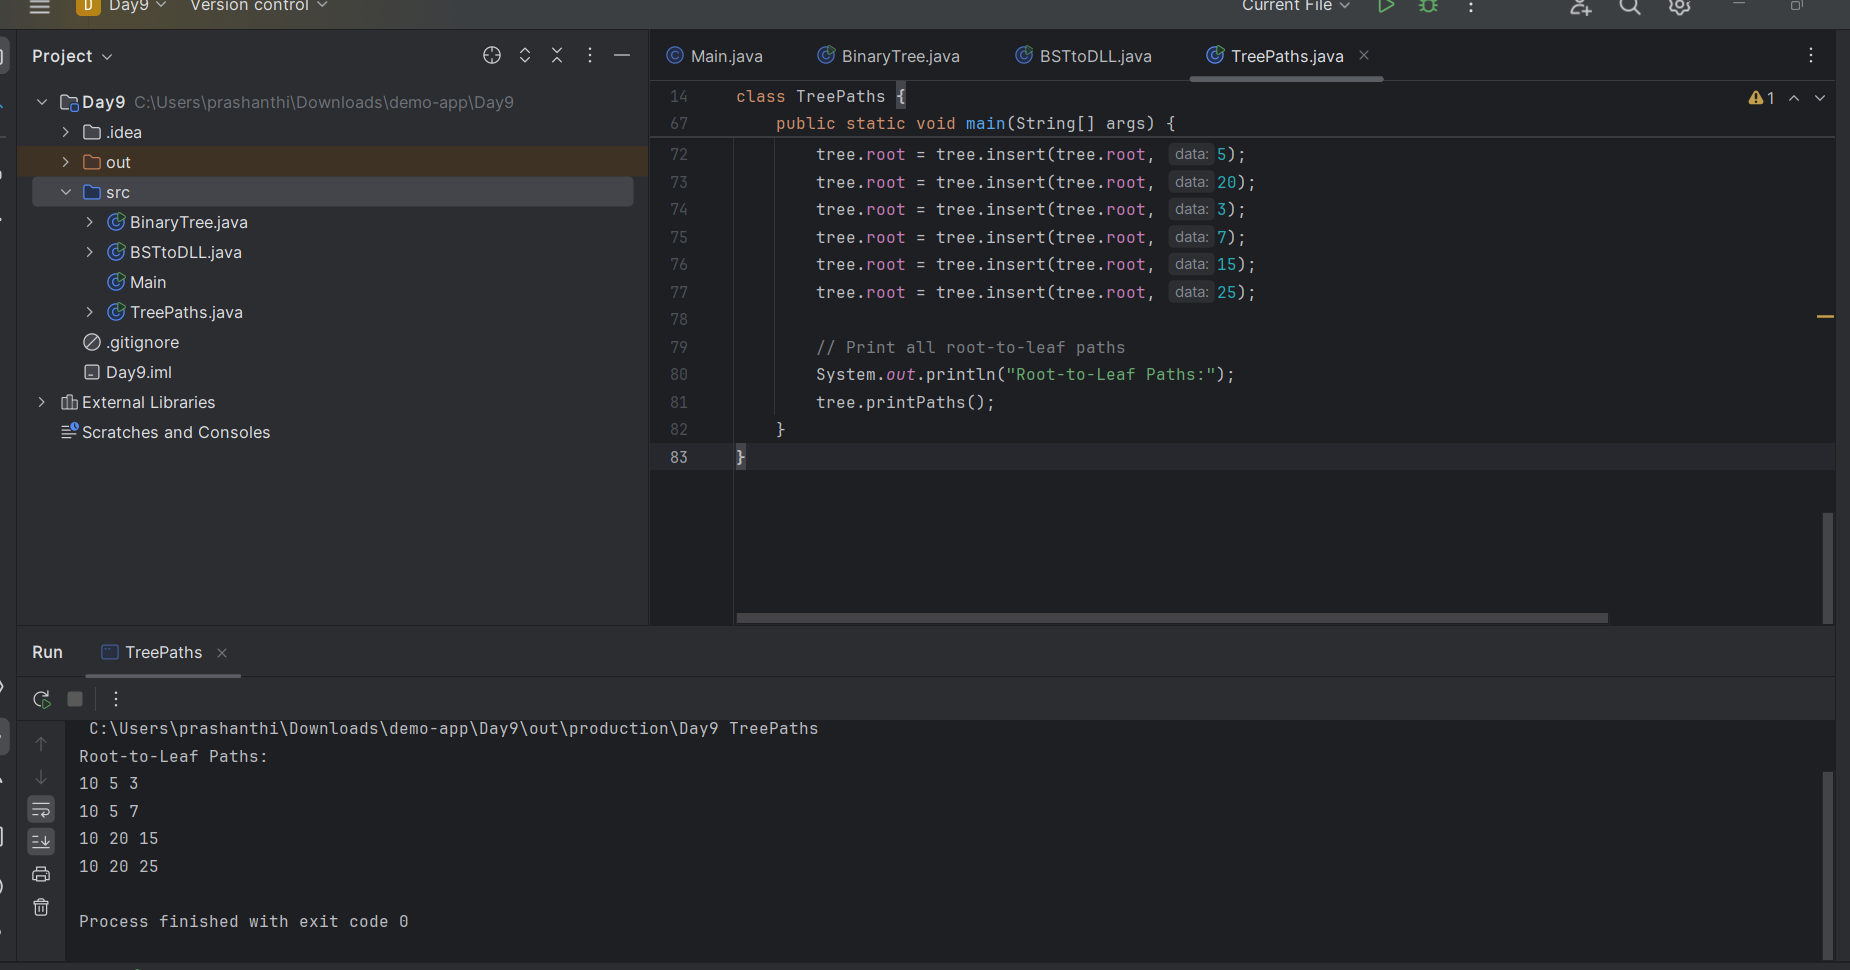 D Day9 Version control
Current File
Project
Main.java BinaryTree.java BSTtoDLL.java TreePaths.java
Day9 C:\Users\prashanthi\Downloads\demo-app\Day9
.idea
out
src
BinaryTree.java
BSTtoDLL.java
Main
TreePaths.java
.gitignore
Day9.iml
External Libraries
Scratches and Consoles
14 class TreePaths {
1
67 public static void main(String[] args) {
72 tree.root = tree.insert(tree.root, data: 5);
73 tree.root = tree.insert(tree.root, data: 20);
74 tree.root = tree.insert(tree.root, data: 3);
75 tree.root = tree.insert(tree.root, data: 7);
76 tree.root = tree.insert(tree.root, data: 15);
77 tree.root = tree.insert(tree.root, data: 25);
78
79 // Print all root-to-leaf paths
80 System.out.println("Root-to-Leaf Paths:");
81 tree.printPaths();
82 }
83 }
Run TreePaths
C:\Users\prashanthi\Downloads\demo-app\Day9\out\production\Day9 TreePaths
Root-to-Leaf Paths:
10 5 3
10 5 7
10 20 15
10 20 25
Process finished with exit code 0